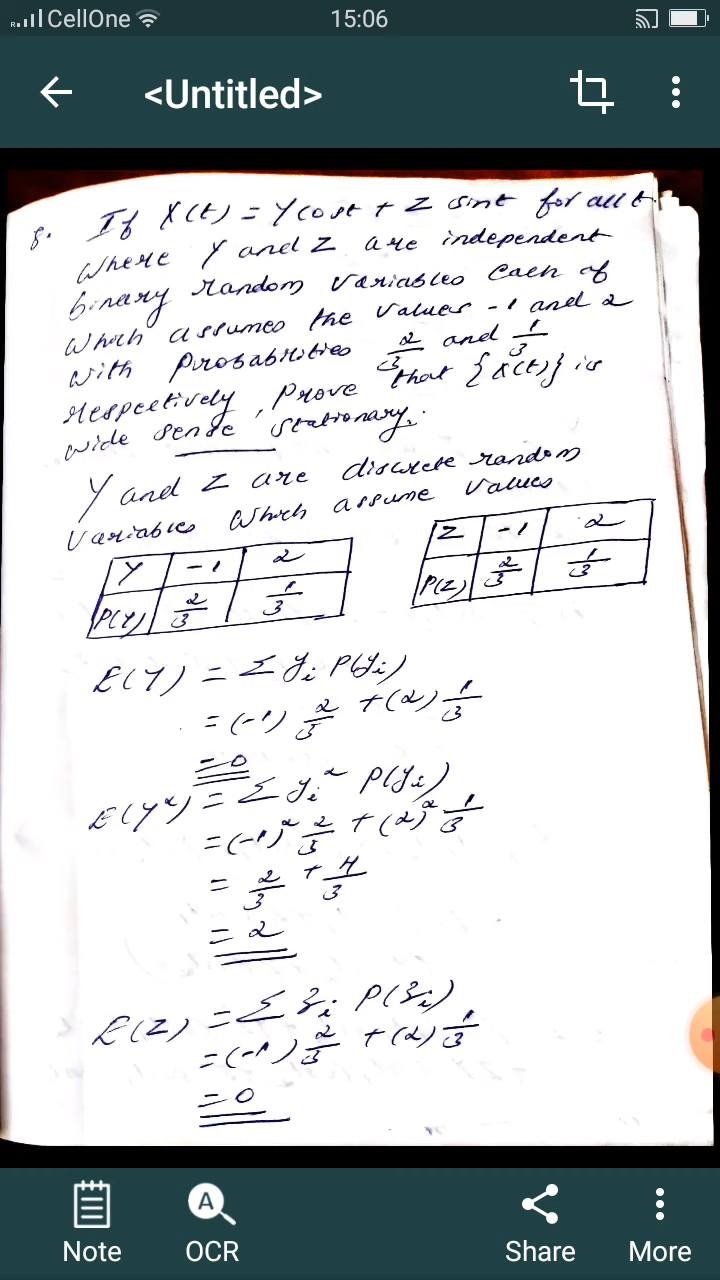 R CellOne 15:06
<Untitled>
8. If X(t) = Y cost + Z sint for all t.
where Y and Z are independent
binary random variables each of
which assumes the values -1 and 2
with probabilities 2/3 and 1/3
respectively, prove that {X(t)} is
wide sense stationary.
Y and Z are discrete random
variables which assume values
Y -1 2
P(Y) 2/3 1/3
Z -1 2
P(Z) 2/3 1/3
E(Y) = Σ yᵢ P(yᵢ)
= (-1) 2/3 + (2) 1/3
= 0
E(Y²) = Σ yᵢ² P(yᵢ)
= (-1)² 2/3 + (2)² 1/3
= 2/3 + 4/3
= 2
E(Z) = Σ zᵢ P(zᵢ)
= (-1) 2/3 + (2) 1/3
= 0
A
Note OCR Share More